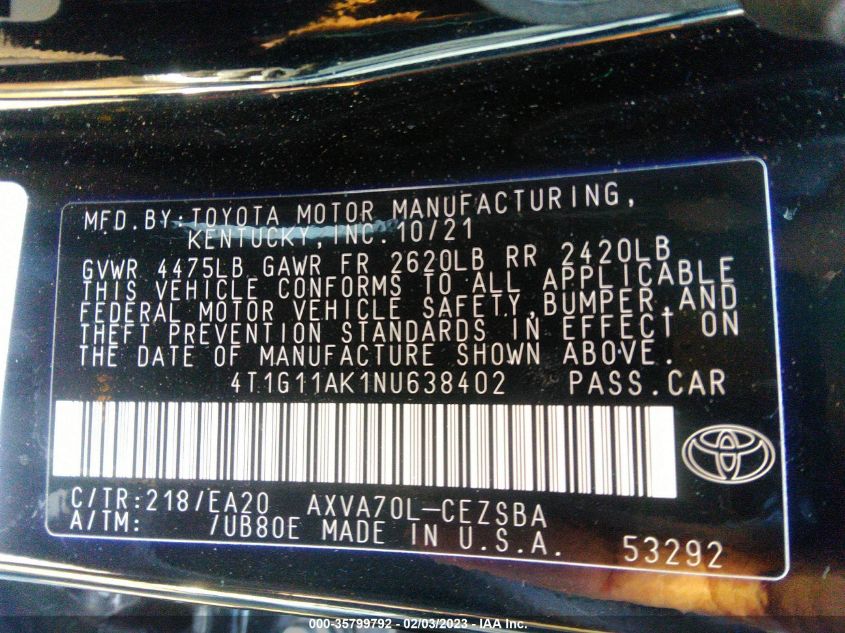 MFD.BY:TOYOTA MOTOR MANUFACTURING,
KENTUCKY,INC.10/21
GVWR 4475LB GAWR FR 2620LB RR 2420LB
THIS VEHICLE CONFORMS TO ALL APPLICABLE
FEDERAL MOTOR VEHICLE SAFETY,BUMPER,AND
THEFT PREVENTION STANDARDS IN EFFECT ON
THE DATE OF MANUFACTURE SHOWN ABOVE.
4T1G11AK1NU638402 PASS.CAR
C/TR:218/EA20 AXVA70L-CEZSBA
A/TM: /UB80E MADE IN U.S.A. 53292
000-35799792 - 02/03/2023 - IAA Inc.